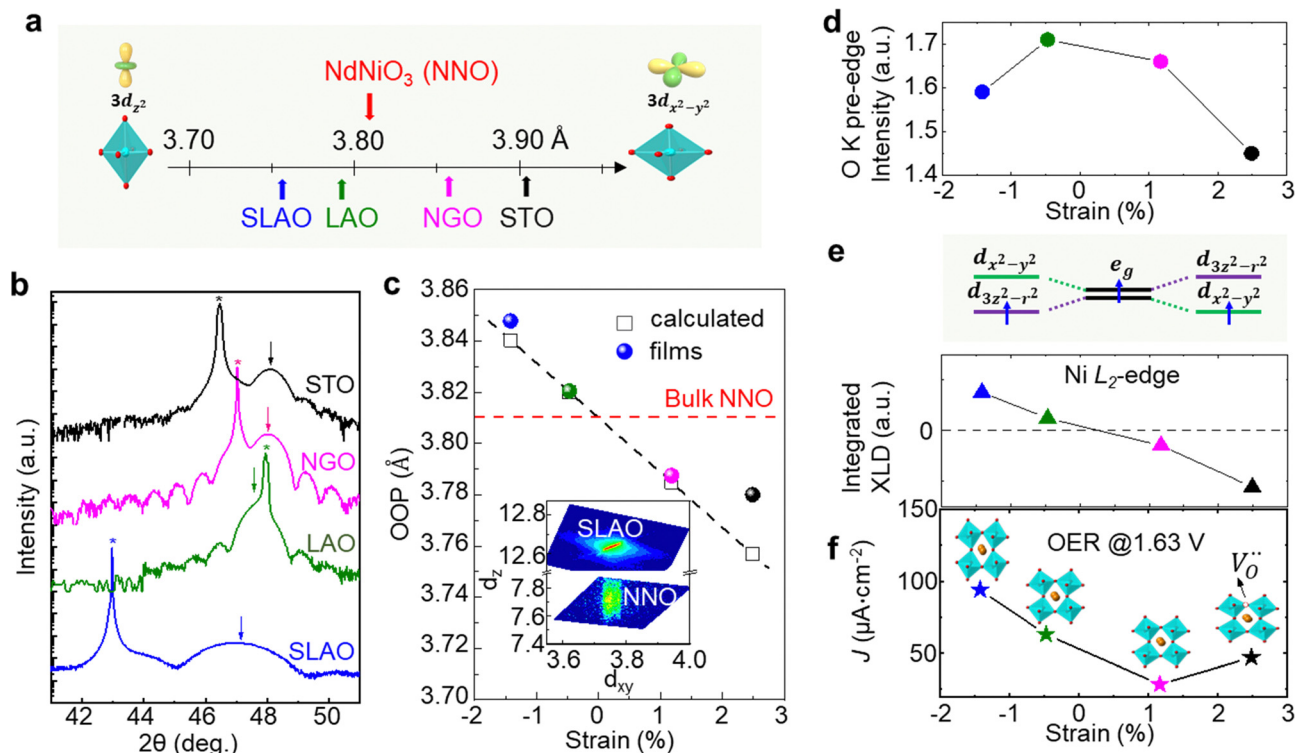 a
3d_{z^2}
NdNiO₃ (NNO)
3d_{x^2−y^2}
3.70
3.80
3.90 Å
SLAO
LAO
NGO
STO
b
*
STO
*
NGO
*
LAO
*
SLAO
Intensity (a.u.)
42
44
46
48
50
2θ (deg.)
c
3.86
3.84
3.82
3.80
3.78
3.76
3.74
3.72
3.70
OOP (Å)
calculated
films
Bulk NNO
12.8
12.6
7.8
7.6
7.4
d_z
SLAO
NNO
3.6
3.8
4.0
d_{xy}
-2
-1
0
1
2
3
Strain (%)
d
1.7
1.6
1.5
1.4
O K pre-edge
Intensity (a.u.)
-2
-1
0
1
2
3
Strain (%)
e
d_{x^2−y^2}
d_{3z^2−r^2}
e_g
d_{3z^2−r^2}
d_{x^2−y^2}
Ni L₂-edge
0
Integrated
XLD (a.u.)
f
150
100
50
J (μA·cm⁻²)
OER @1.63 V
V_O^{··}
-2
-1
0
1
2
3
Strain (%)